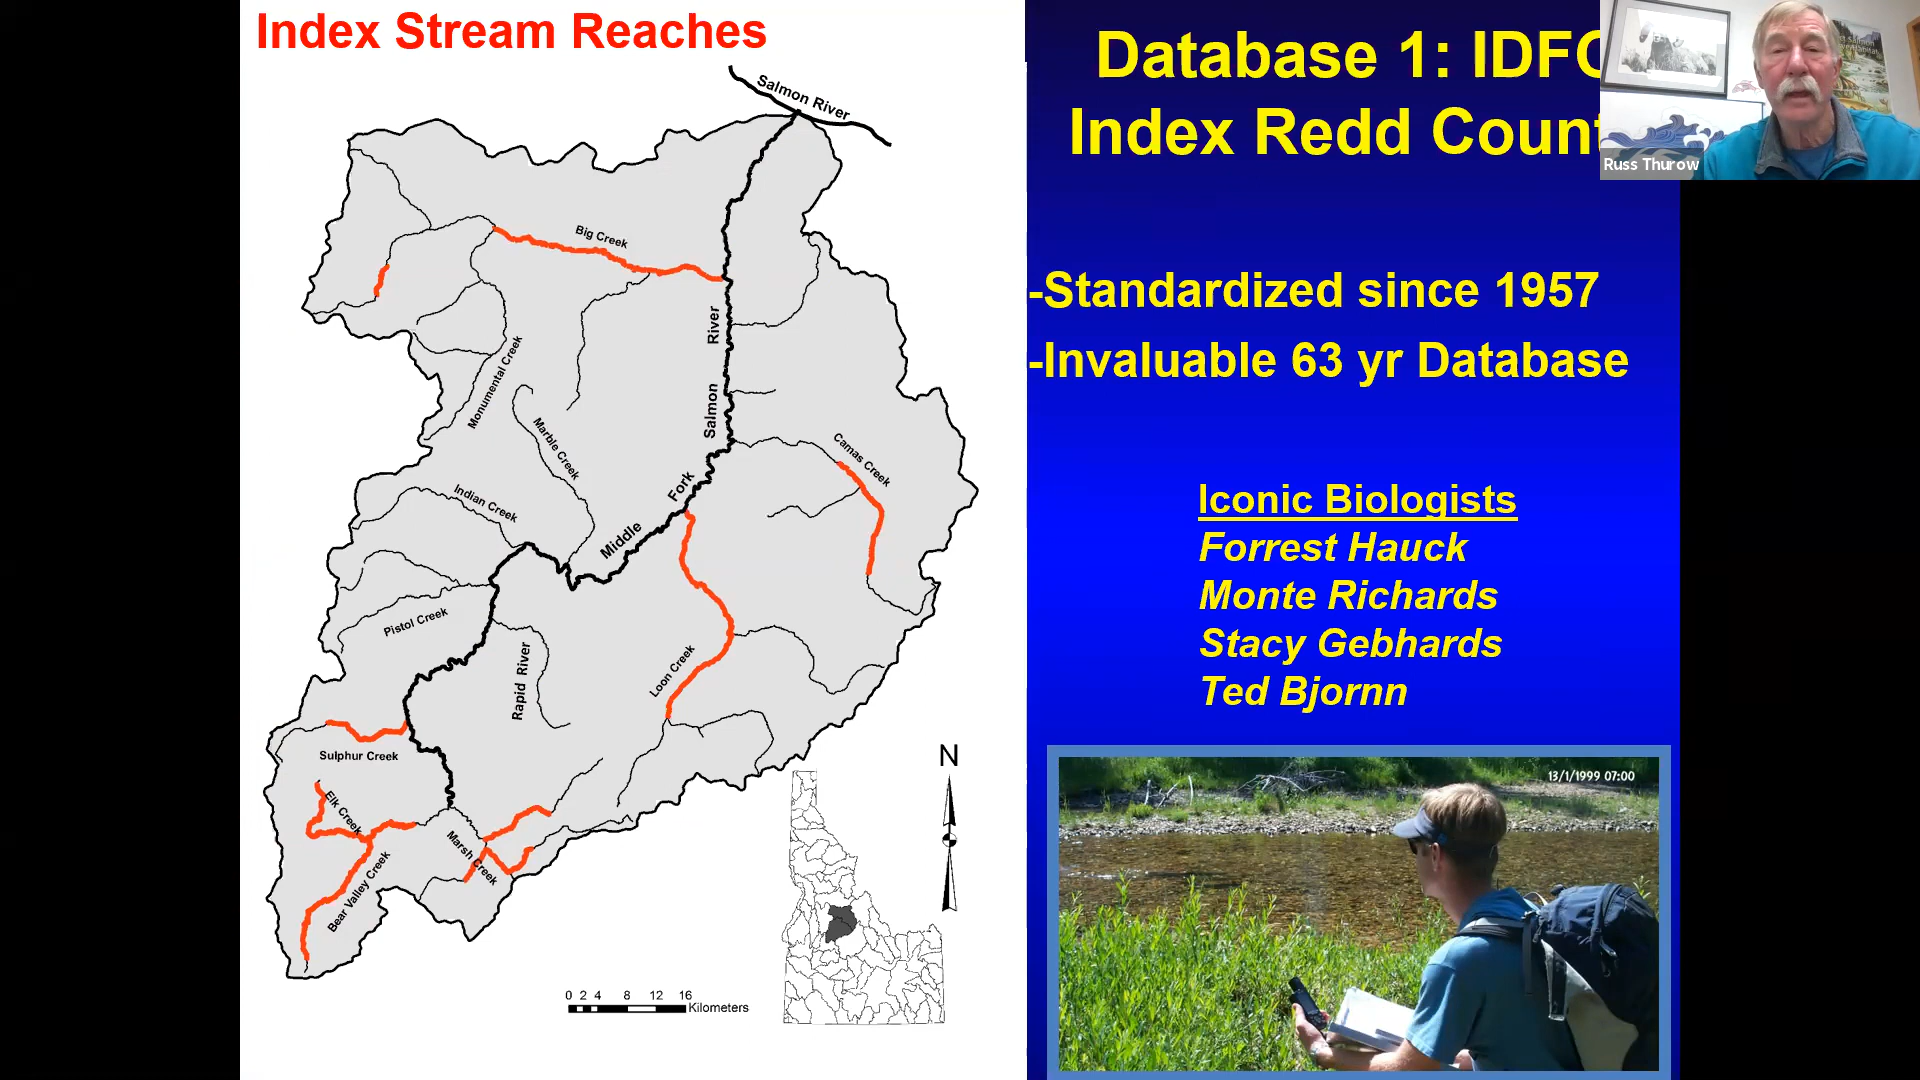 Index Stream Reaches
Salmon River
Big Creek
Monumental Creek
Marble Creek
Indian Creek
Pistol Creek
Rapid River
Middle Fork Salmon River
Camas Creek
Loon Creek
Sulphur Creek
Elk Creek
Bear Valley Creek
Marsh Creek
N
0 2 4 8 12 16
Kilometers
Database 1: IDF
Index Redd Coun
-Standardized since 1957
-Invaluable 63 yr Database
Iconic Biologists
Forrest Hauck
Monte Richards
Stacy Gebhards
Ted Bjornn
13/1/1999 07:00
Russ Thurow
Salmon